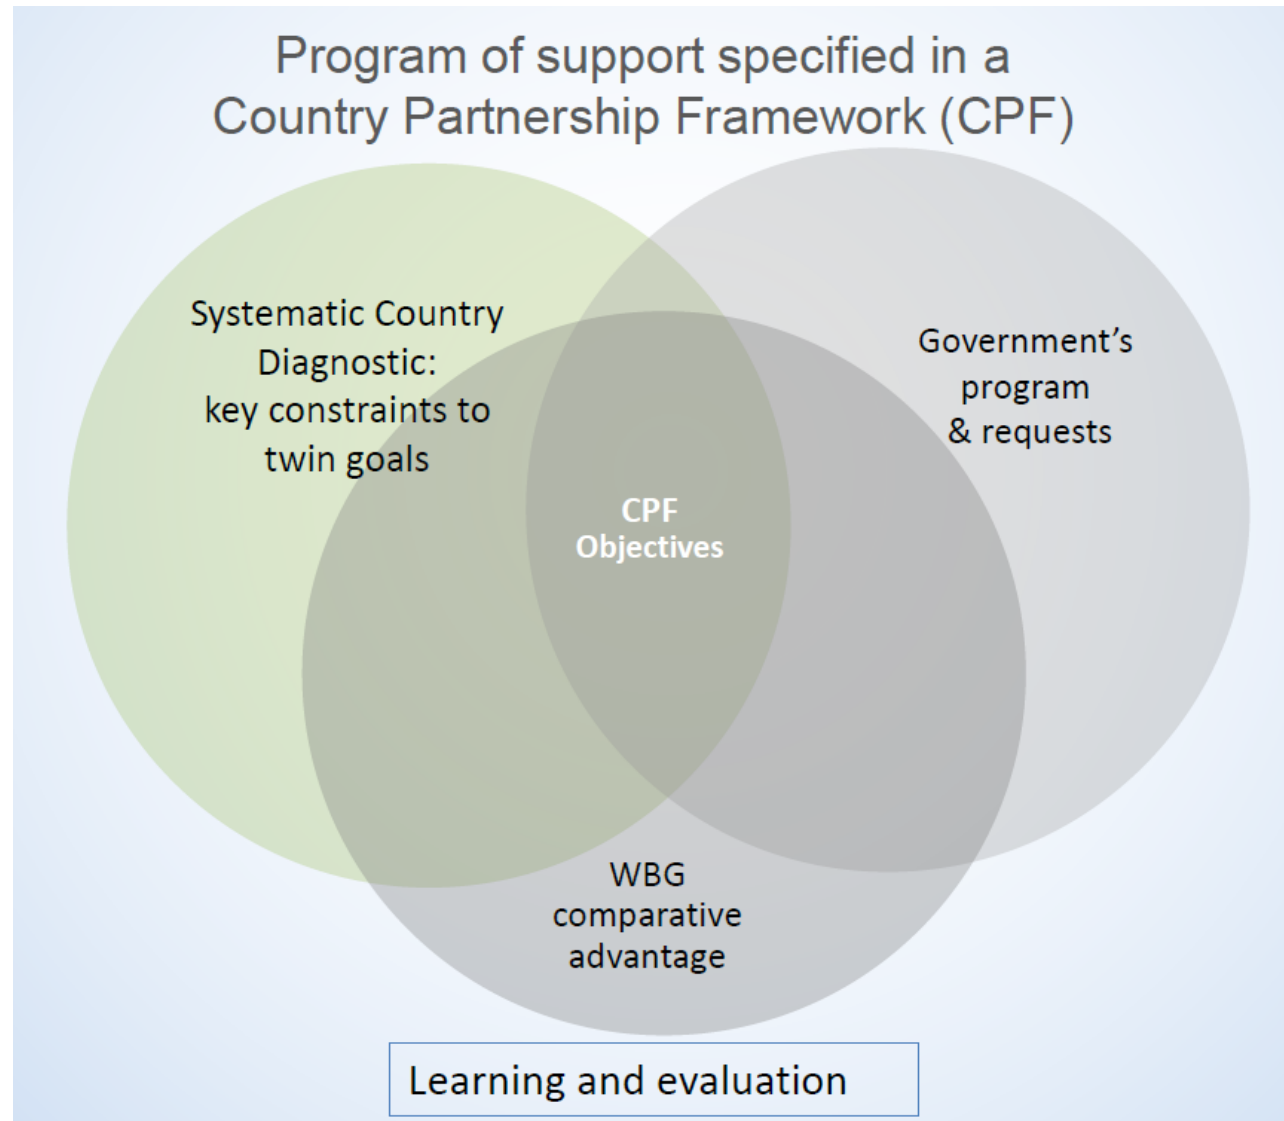 Program of support specified in a
Country Partnership Framework (CPF)
Systematic Country
Diagnostic:
key constraints to
twin goals
Government’s
program
& requests
CPF
Objectives
WBG
comparative
advantage
Learning and evaluation